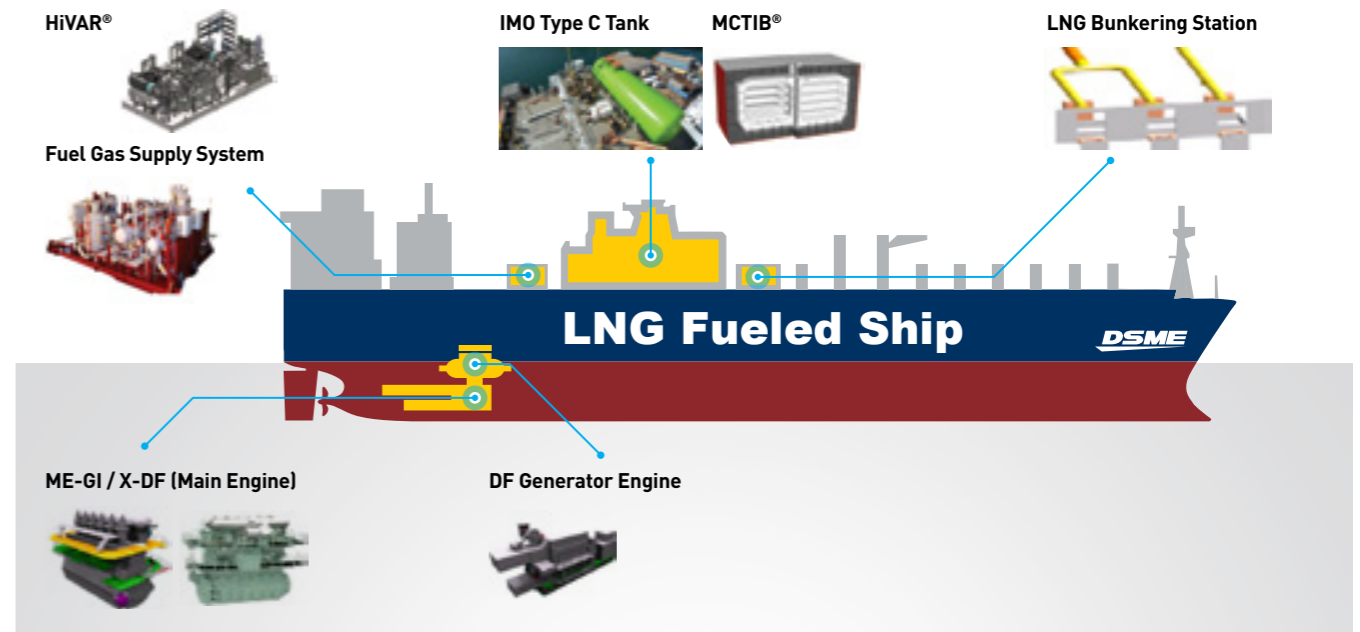 HiVAR®
IMO Type C Tank
MCTIB®
LNG Bunkering Station
Fuel Gas Supply System
LNG Fueled Ship
DSME
ME-GI / X-DF (Main Engine)
DF Generator Engine